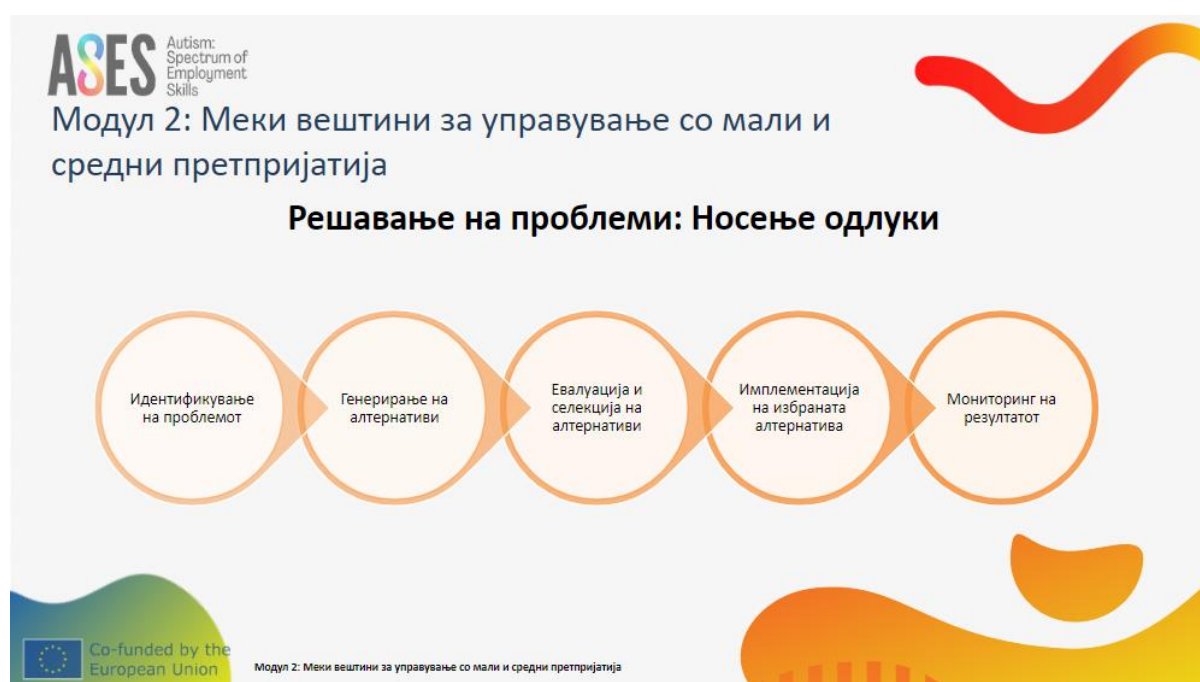 ASES
Autism:
Spectrum of
Employment
Skills
Модул 2: Меки вештини за управување со мали и
средни претпријатија
Решавање на проблеми: Носење одлуки
Идентификување
на проблемот
Генерирање на
алтернативи
Евалуација и
селекција на
алтернативи
Имплементација
на избраната
алтернатива
Мониторинг на
резултатот
Co-funded by the
European Union
Модул 2: Меки вештини за управување со мали и средни претпријатија